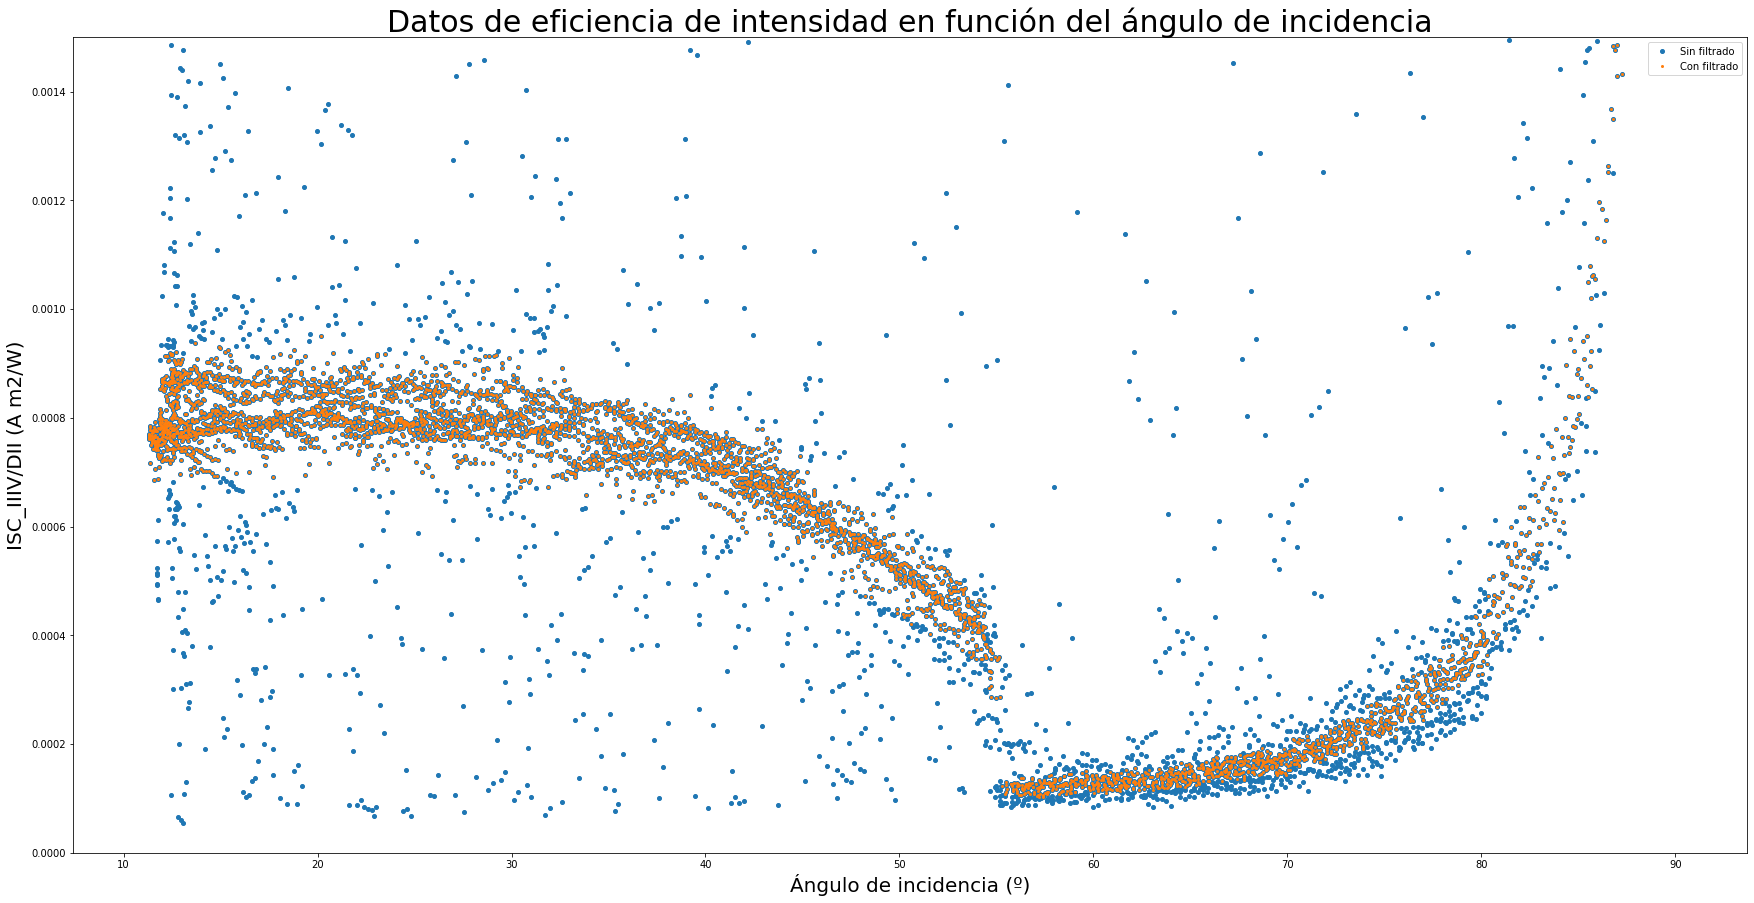 Datos de eficiencia de intensidad en función del ángulo de incidencia
Sin filtrado
Con filtrado
ISC_IIIV/DII (A m2/W)
0.0014
0.0012
0.0010
0.0008
0.0006
0.0004
0.0002
0.0000
10 20 30 40 50 60 70 80 90
Ángulo de incidencia (º)